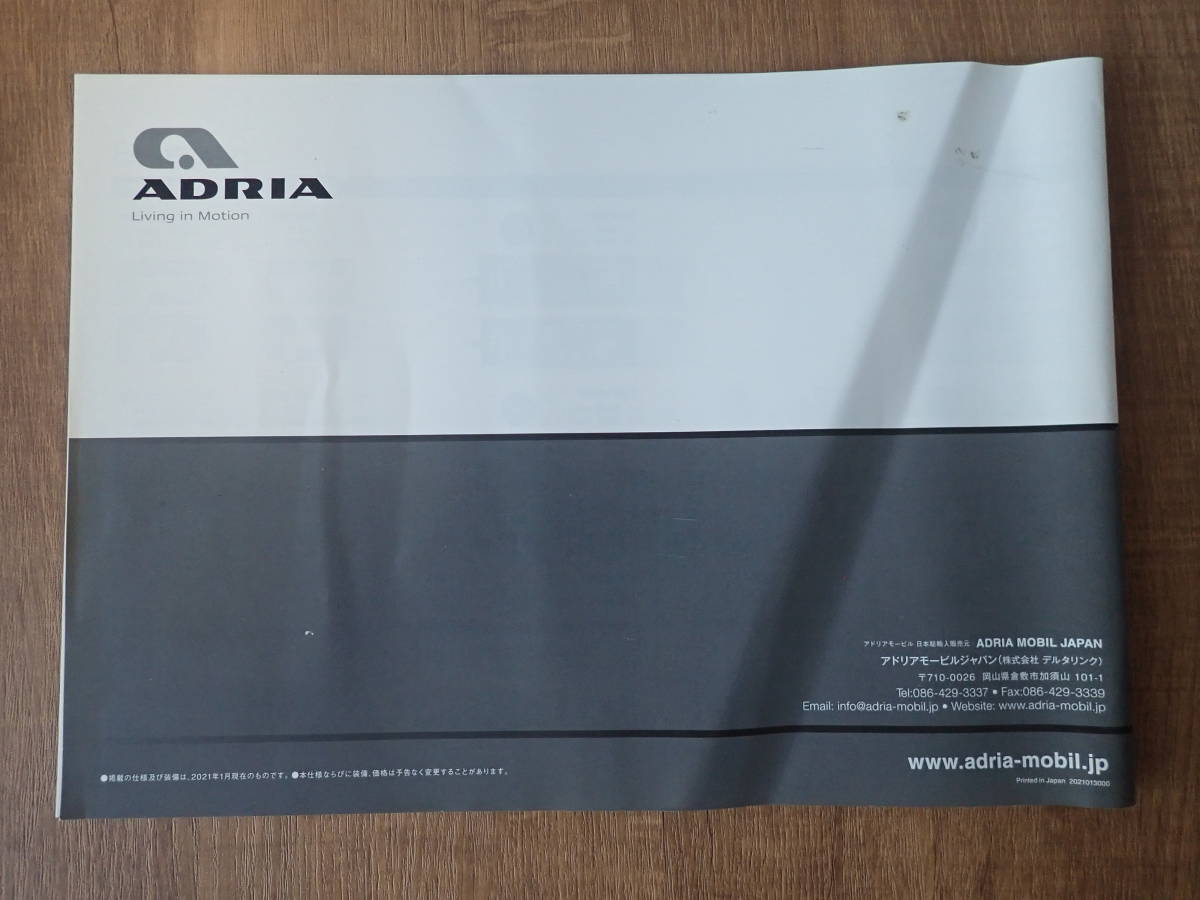 ADRIA
Living in Motion
アドリアモービル 日本総輸入販売元 ADRIA MOBIL JAPAN
アドリアモービルジャパン(株式会社 デルタリンク)
〒710-0026 岡山県倉敷市加須山 101-1
Tel:086-429-3337 • Fax:086-429-3339
Email: info@adria-mobil.jp • Website: www.adria-mobil.jp
www.adria-mobil.jp
●掲載の仕様及び装備は、2021年1月現在のものです。●本仕様ならびに装備、価格は予告なく変更することがあります。
Printed in Japan 2021013000